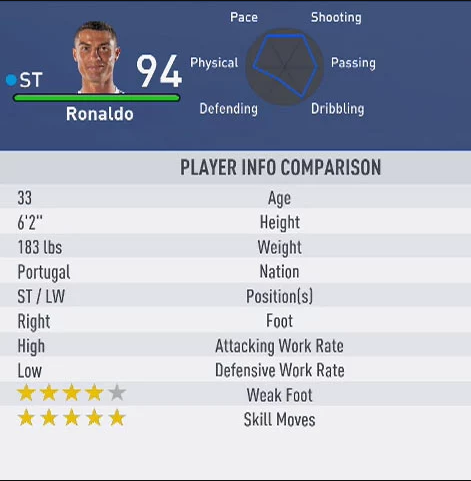 Pace Shooting
ST 94 Physical Passing
Ronaldo Defending Dribbling
PLAYER INFO COMPARISON
33 Age
6'2" Height
183 lbs Weight
Portugal Nation
ST / LW Position(s)
Right Foot
High Attacking Work Rate
Low Defensive Work Rate
Weak Foot
Skill Moves